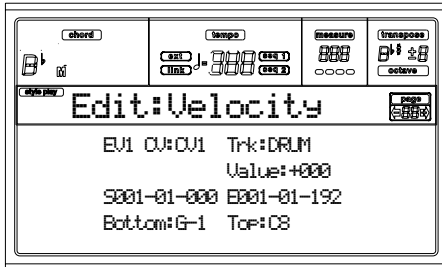 chord tempo measure transpose
ext seq 1
link seq 2
octave
style play page
Edit:Velocity
EV1 CV:CV1 Trk:DRUM
Value:+000
S001-01-000 E001-01-192
Bottom:G-1 Top:C8